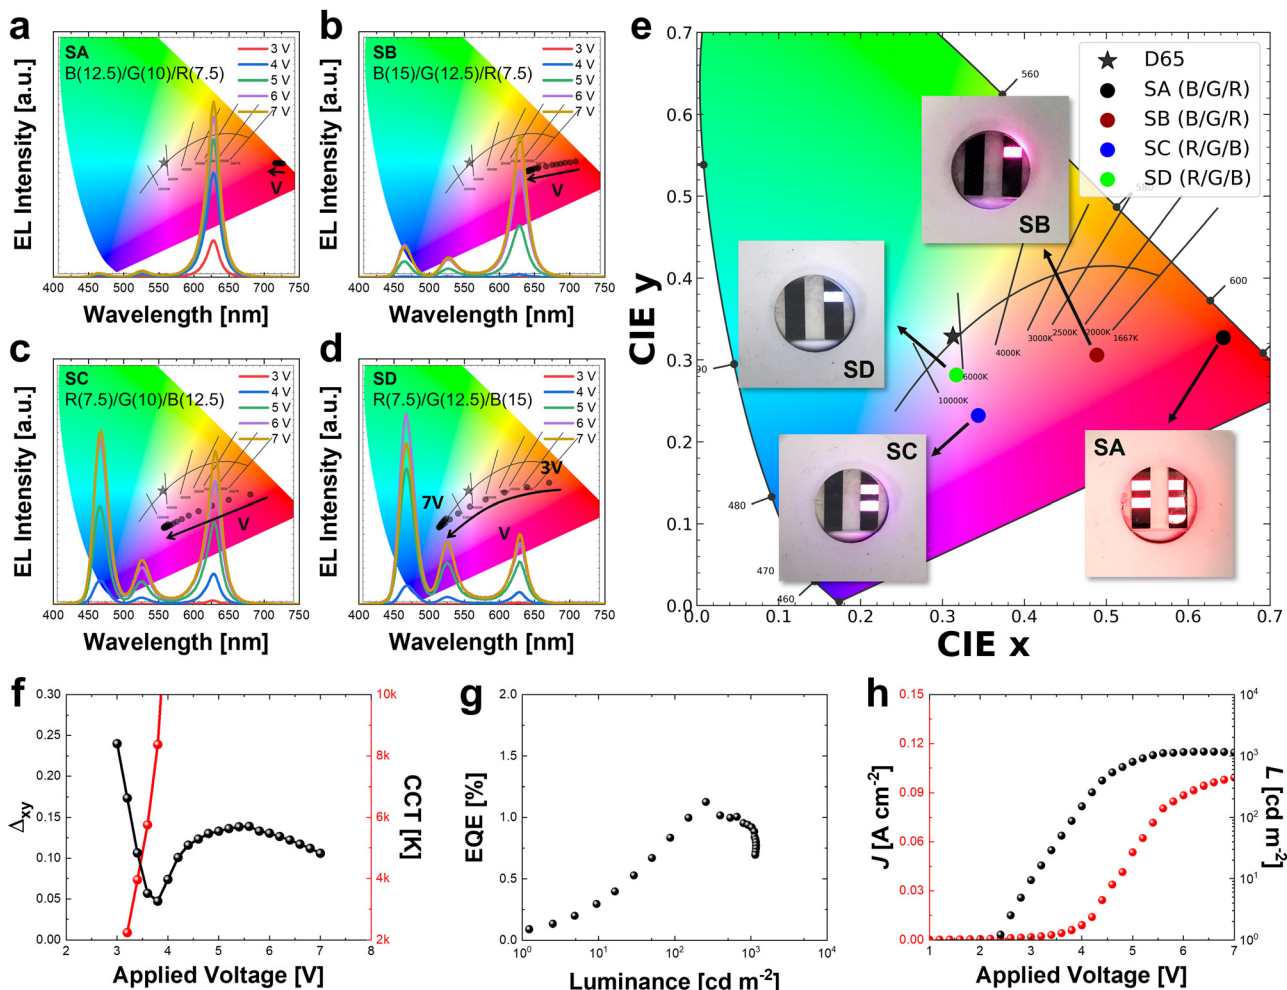 a
SA
B(12.5)/G(10)/R(7.5)
3 V
4 V
5 V
6 V
7 V
V
EL Intensity [a.u.]
400 450 500 550 600 650 700 750
Wavelength [nm]
b
SB
B(15)/G(12.5)/R(7.5)
3 V
4 V
5 V
6 V
7 V
V
EL Intensity [a.u.]
400 450 500 550 600 650 700 750
Wavelength [nm]
c
SC
R(7.5)/G(10)/B(12.5)
3 V
4 V
5 V
6 V
7 V
V
EL Intensity [a.u.]
400 450 500 550 600 650 700 750
Wavelength [nm]
d
SD
R(7.5)/G(12.5)/B(15)
3 V
4 V
5 V
6 V
7 V
3V
7V
V
EL Intensity [a.u.]
400 450 500 550 600 650 700 750
Wavelength [nm]
e
D65
SA (B/G/R)
SB (B/G/R)
SC (R/G/B)
SD (R/G/B)
560
580
600
SB
SD
SC
SA
4000K
3000K
2500K
2000K
1667K
6000K
10000K
90
480
470
460
0.7
0.6
0.5
0.4
0.3
0.2
0.1
0.0
CIE y
0.0 0.1 0.2 0.3 0.4 0.5 0.6 0.7
CIE x
f
0.30
0.25
0.20
0.15
0.10
0.05
0.00
Δxy
10k
8k
6k
4k
2k
CCT [K]
2 3 4 5 6 7 8
Applied Voltage [V]
g
2.0
1.5
1.0
0.5
0.0
EQE [%]
10⁰ 10¹ 10² 10³ 10⁴
Luminance [cd m⁻²]
h
0.15
0.12
0.09
0.06
0.03
0.00
J [A cm⁻²]
10⁴
10³
10²
10¹
10⁰
L [cd m⁻²]
1 2 3 4 5 6 7
Applied Voltage [V]